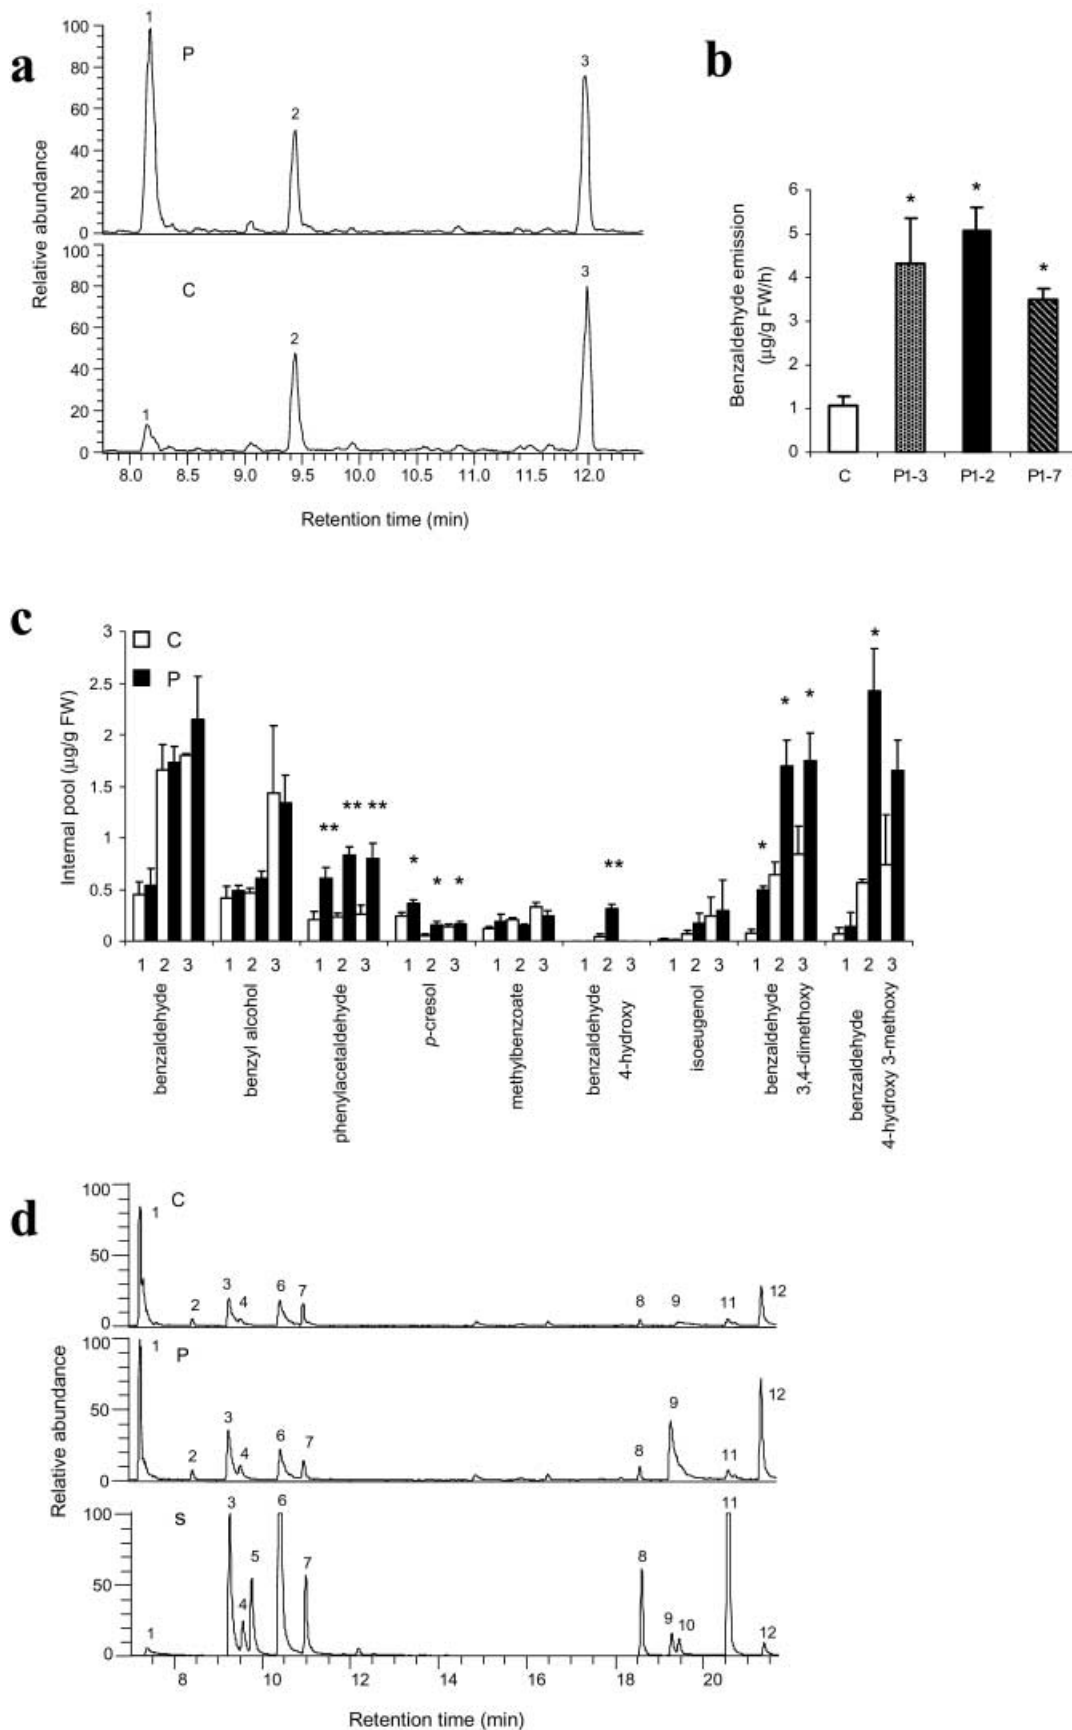 a
P
1
2
3
100
80
60
40
20
0
C
1
2
3
100
80
60
40
20
0
8.0 8.5 9.0 9.5 10.0 10.5 11.0 11.5 12.0
Retention time (min)
Relative abundance
b
Benzaldehyde emission
(µg/g FW/h)
6
5
4
3
2
1
0
* * *
C P1-3 P1-2 P1-7
c
C
P
Internal pool (µg/g FW)
3
2.5
2
1.5
1
0.5
0
** ** ** * * * ** * * * *
1 2 3 1 2 3 1 2 3 1 2 3 1 2 3 1 2 3 1 2 3 1 2 3 1 2 3
benzaldehyde
benzyl alcohol
phenylacetaldehyde
p-cresol
methylbenzoate
benzaldehyde
4-hydroxy
isoeugenol
benzaldehyde
3,4-dimethoxy
benzaldehyde
4-hydroxy 3-methoxy
d
Relative abundance
C
100
50
0
1 2 3 4 6 7 8 9 11 12
P
100
50
0
1 2 3 4 6 7 8 9 11 12
S
100
50
0
1 3 4 5 6 7 8 9 10 11 12
8 10 12 14 16 18 20
Retention time (min)